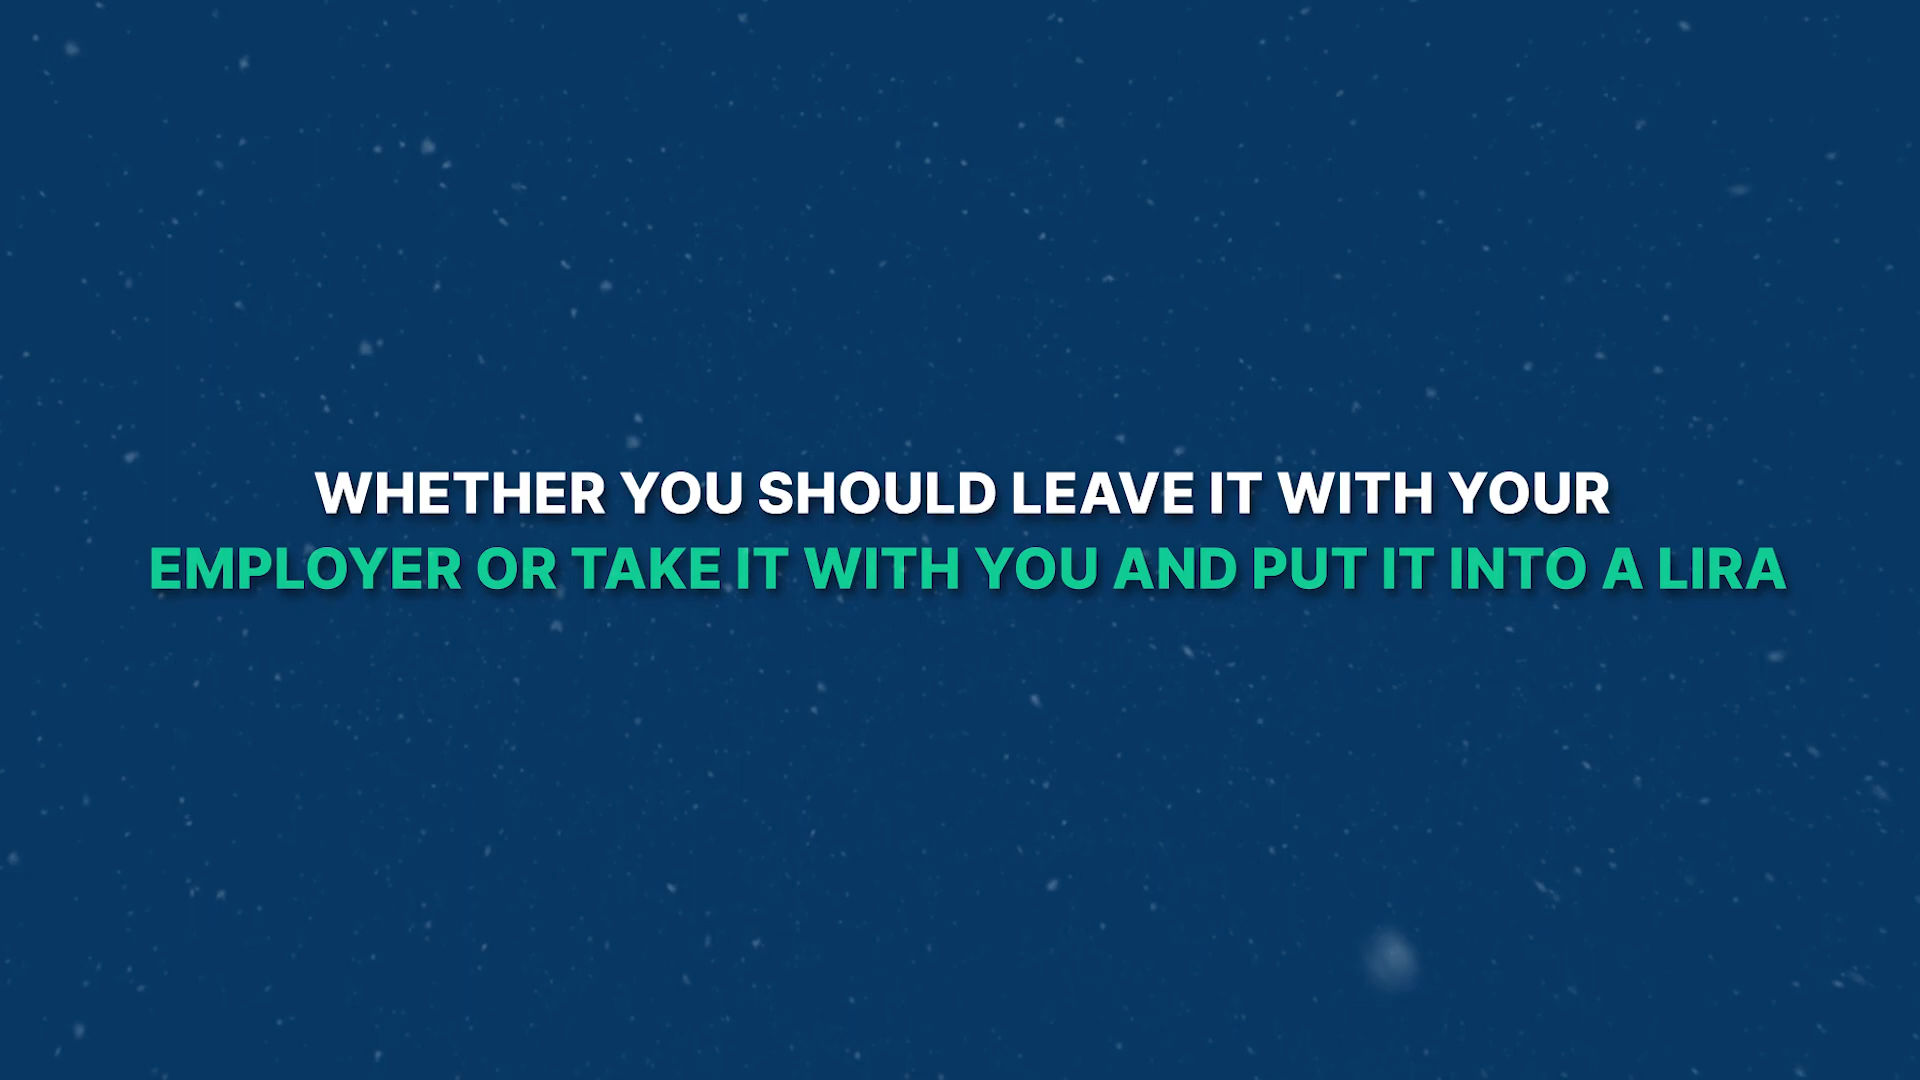 WHETHER YOU SHOULD LEAVE IT WITH YOUR
EMPLOYER OR TAKE IT WITH YOU AND PUT IT INTO A LIRA